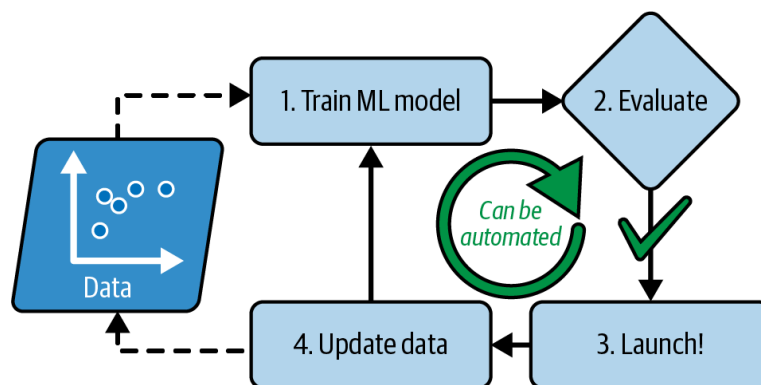 1. Train ML model
2. Evaluate
Can be
automated
Data
4. Update data
3. Launch!